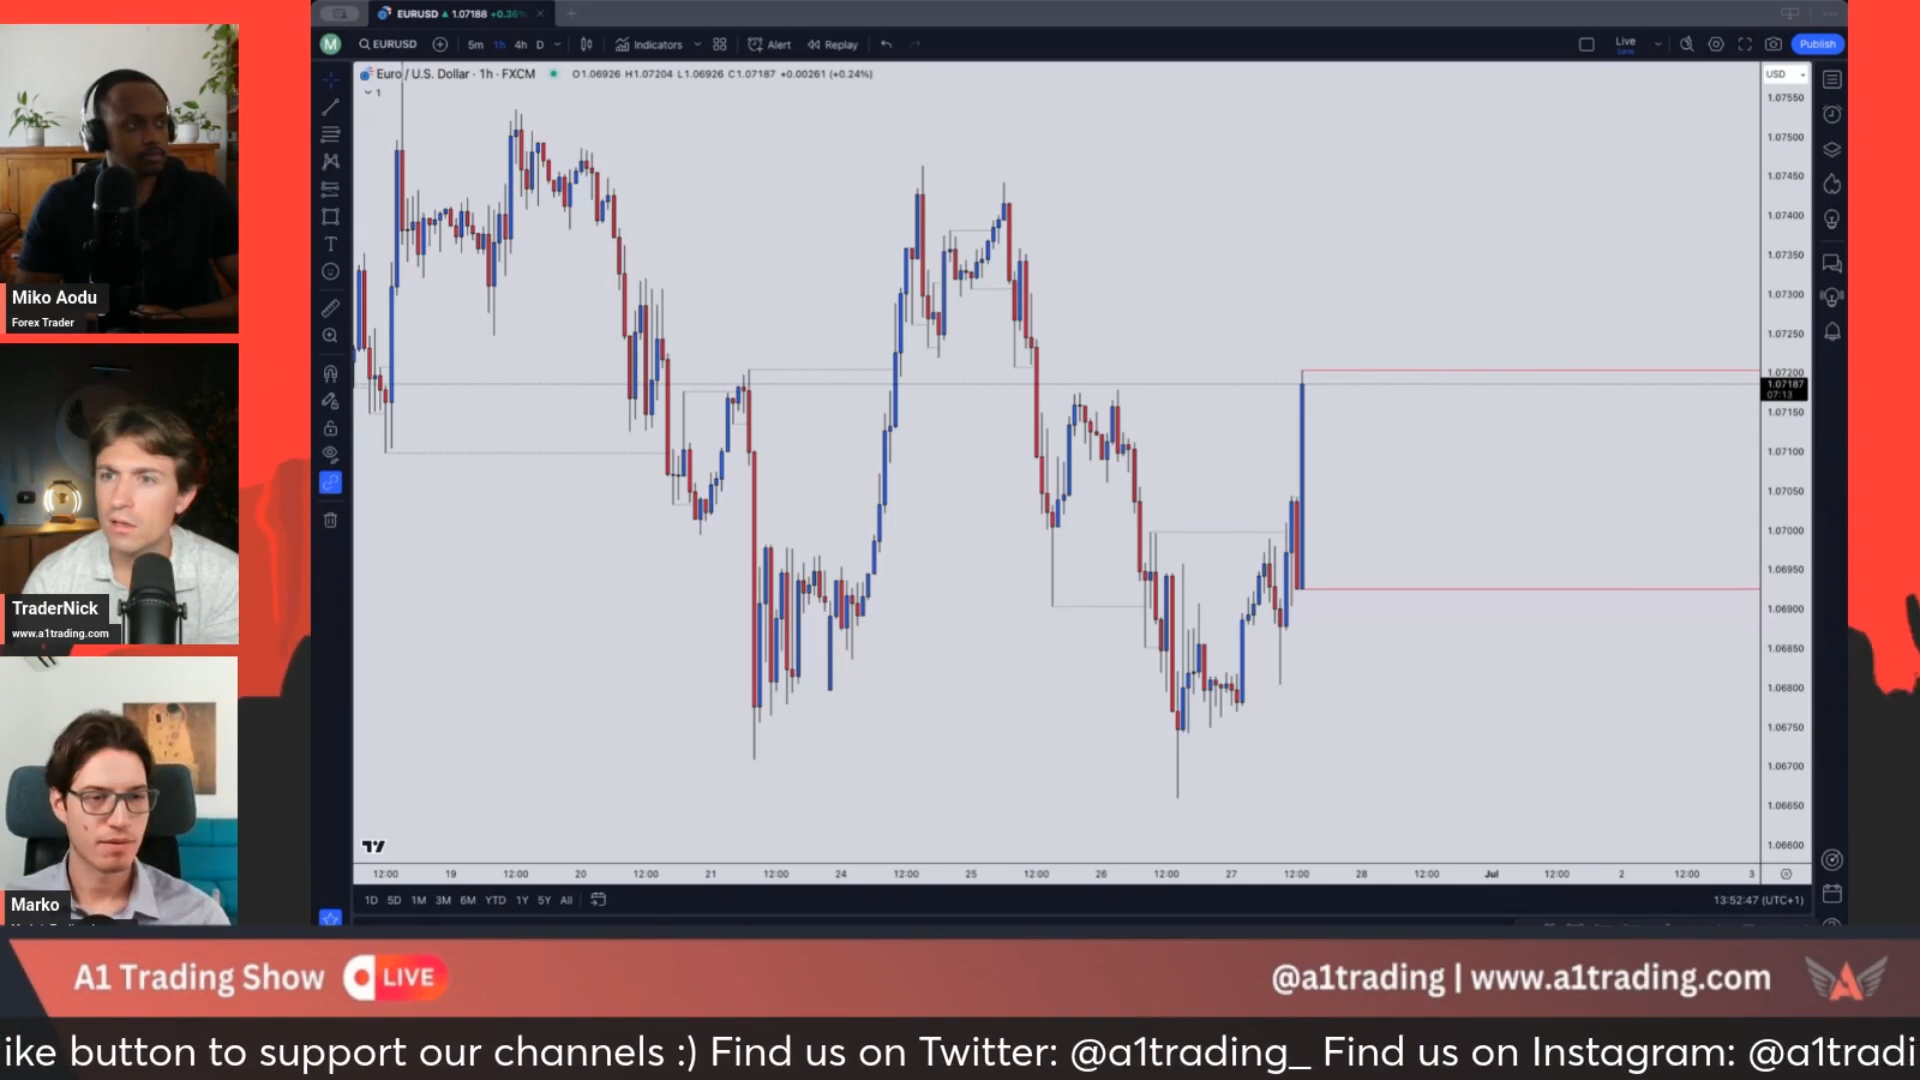 EURUSD ▲ 1.07188 +0.36%
M
EURUSD
5m 1h 4h D
Indicators
Alert
Replay
Live
Save
Publish
Euro / U.S. Dollar · 1h · FXCM
O1.06926 H1.07204 L1.06926 C1.07187 +0.00261 (+0.24%)
1
USD
1.07550
1.07500
1.07450
1.07400
1.07350
1.07300
1.07250
1.07200
1.07187
07:13
1.07150
1.07100
1.07050
1.07000
1.06950
1.06900
1.06850
1.06800
1.06750
1.06700
1.06650
1.06600
12:00 19 12:00 20 12:00 21 12:00 24 12:00 25 12:00 26 12:00 27 12:00 28 12:00 Jul 12:00 2 12:00 3
1D 5D 1M 3M 6M YTD 1Y 5Y All
13:52:47 (UTC+1)
Miko Aodu
Forex Trader
TraderNick
www.a1trading.com
Marko
A1 Trading Show
LIVE
@a1trading | www.a1trading.com
ike button to support our channels :) Find us on Twitter: @a1trading_ Find us on Instagram: @a1tradi